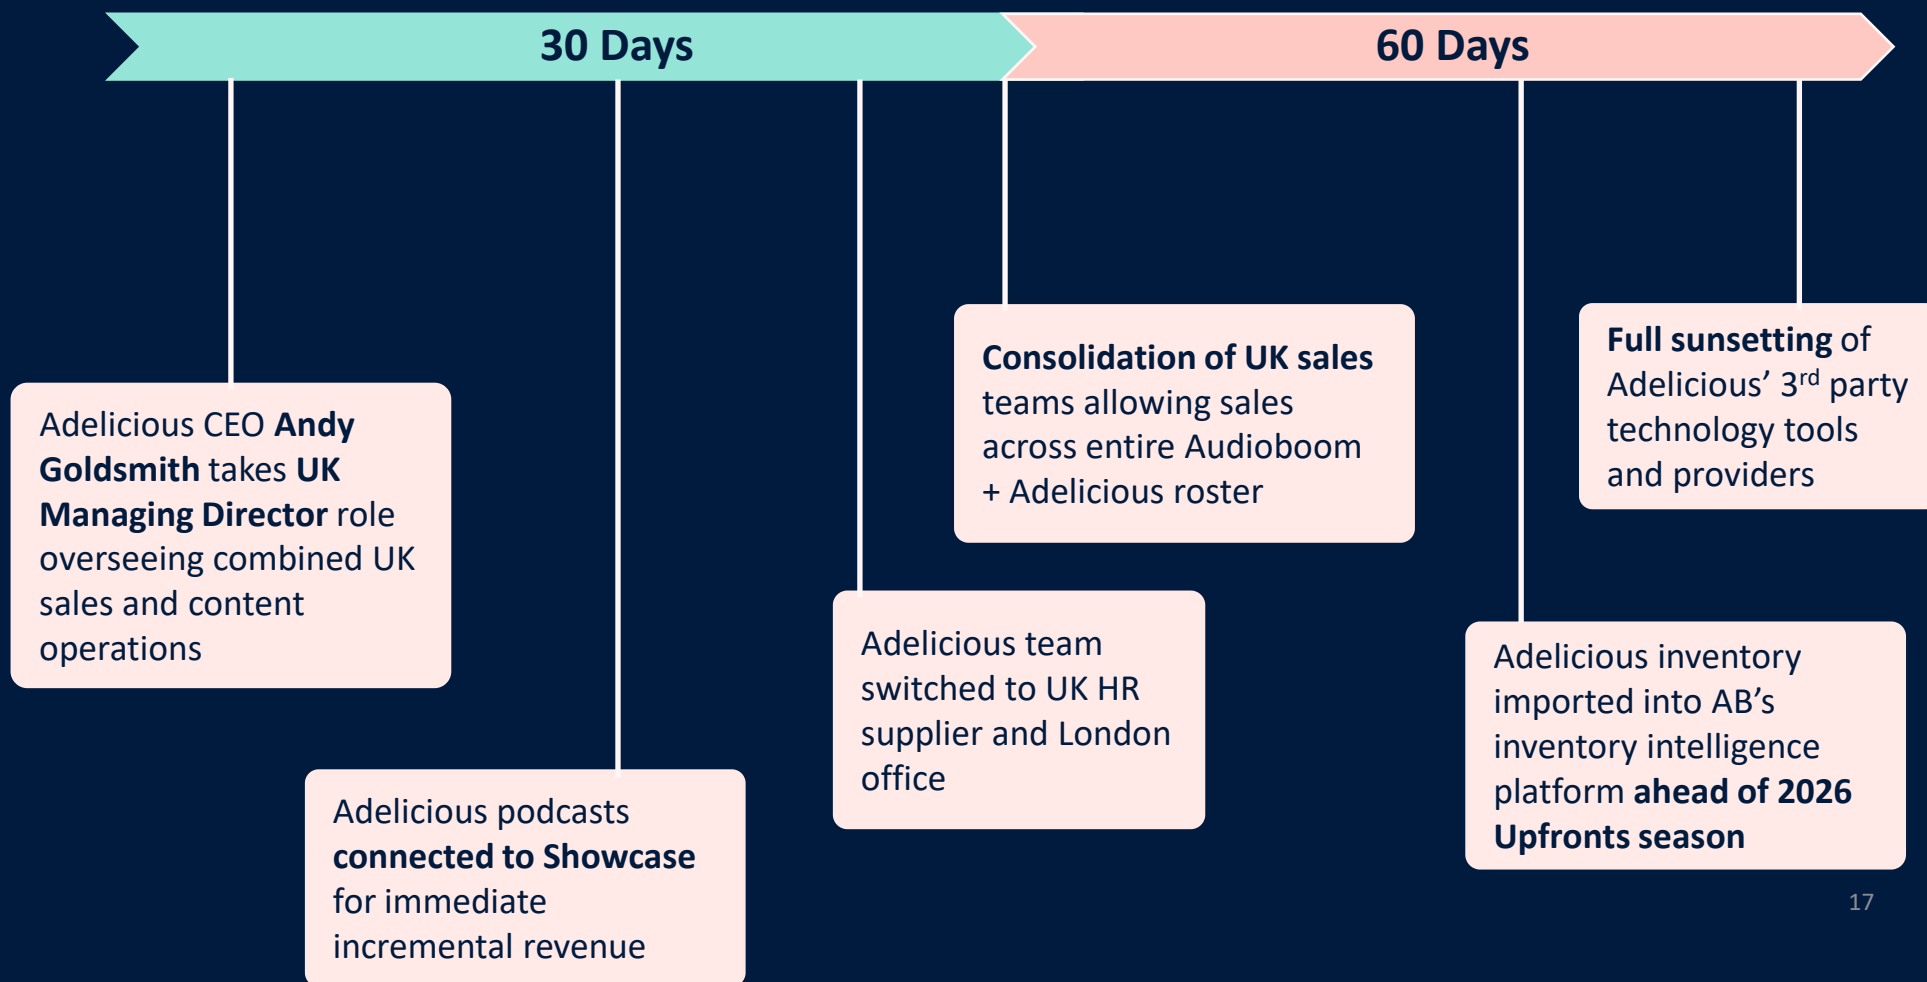 30 Days
60 Days
Adelicious CEO Andy
Goldsmith takes UK
Managing Director role
overseeing combined UK
sales and content
operations
Adelicious podcasts
connected to Showcase
for immediate
incremental revenue
Adelicious team
switched to UK HR
supplier and London
office
Consolidation of UK sales
teams allowing sales
across entire Audioboom
+ Adelicious roster
Adelicious inventory
imported into AB’s
inventory intelligence
platform ahead of 2026
Upfronts season
Full sunsetting of
Adelicious’ 3rd party
technology tools
and providers
17